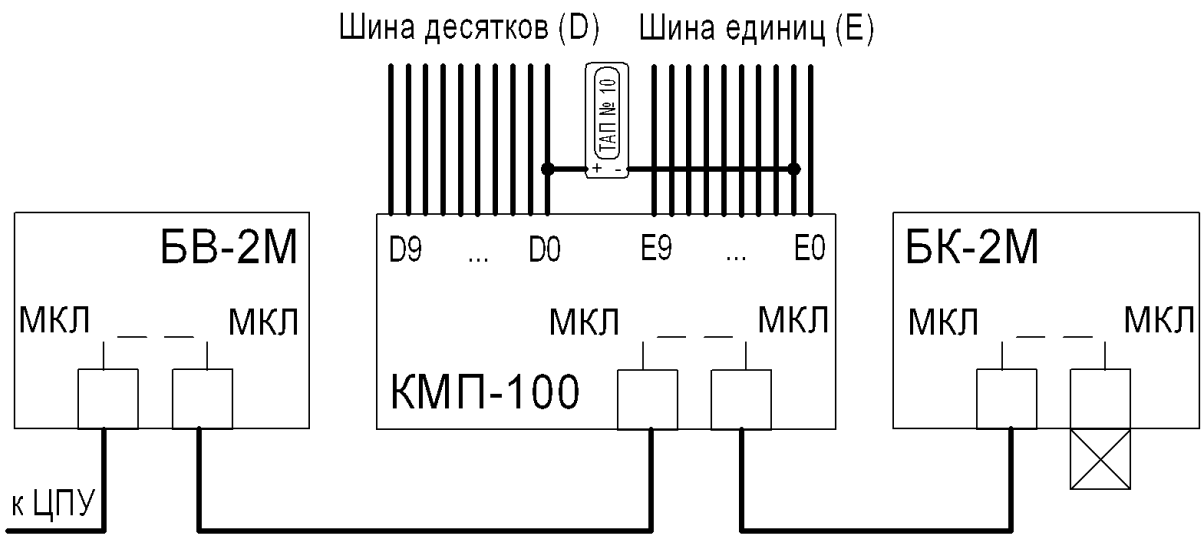 Шина десятков (D)
Шина единиц (E)
ТАП № 10
+ -
БВ-2М
D9 ... D0
E9 ... E0
БК-2М
МКЛ
МКЛ
МКЛ
МКЛ
МКЛ
МКЛ
КМП-100
к ЦПУ